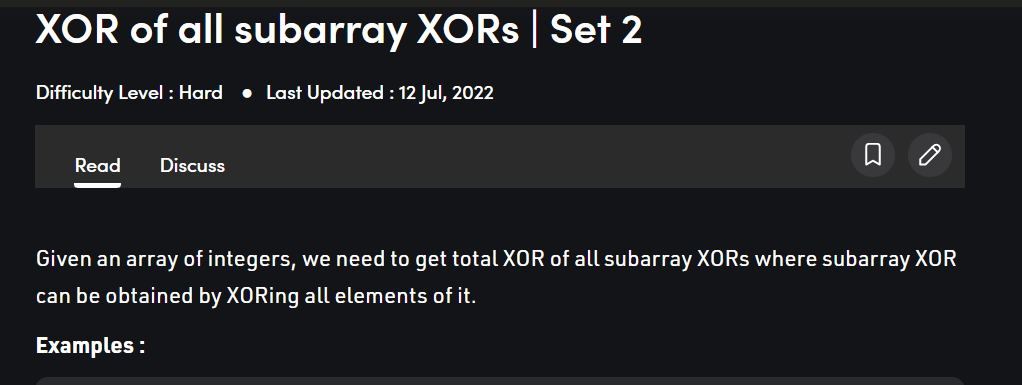 XOR of all subarray XORs | Set 2
Difficulty Level : Hard ● Last Updated : 12 Jul, 2022
Read Discuss
Given an array of integers, we need to get total XOR of all subarray XORs where subarray XOR
can be obtained by XORing all elements of it.
Examples :